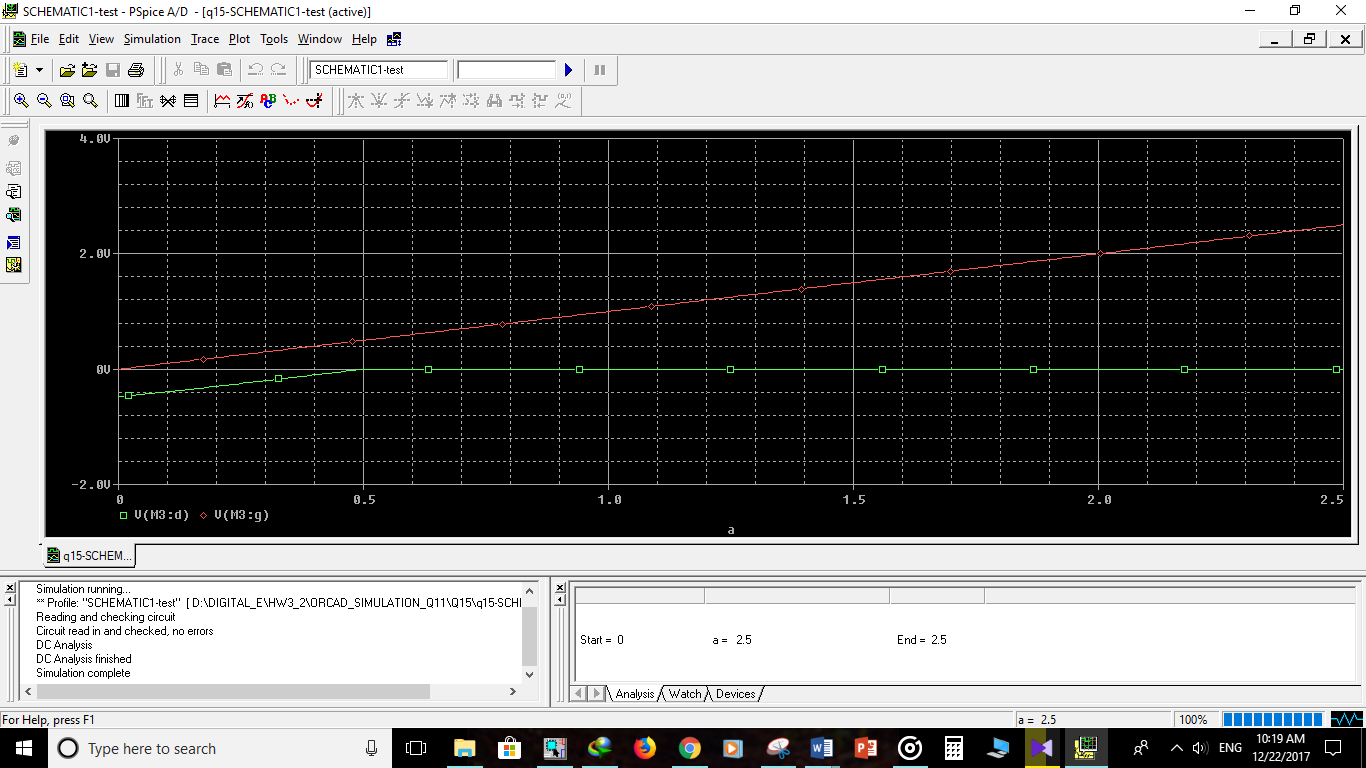 SCHEMATIC1-test - PSpice A/D - [q15-SCHEMATIC1-test (active)]
File Edit View Simulation Trace Plot Tools Window Help
SCHEMATIC1-test
4.0V
2.0V
0V
-2.0V
0 0.5 1.0 1.5 2.0 2.5
V(M3:d) V(M3:g)
a
q15-SCHEM...
Simulation running...
** Profile: "SCHEMATIC1-test" [ D:\DIGITAL_E\HW3_2\ORCAD_SIMULATION_Q11\Q15\q15-SCHI
Reading and checking circuit
Circuit read in and checked, no errors
DC Analysis
DC Analysis finished
Simulation complete
Start = 0 a = 2.5 End = 2.5
Analysis Watch Devices
For Help, press F1
a = 2.5 100%
Type here to search
ENG
10:19 AM
12/22/2017